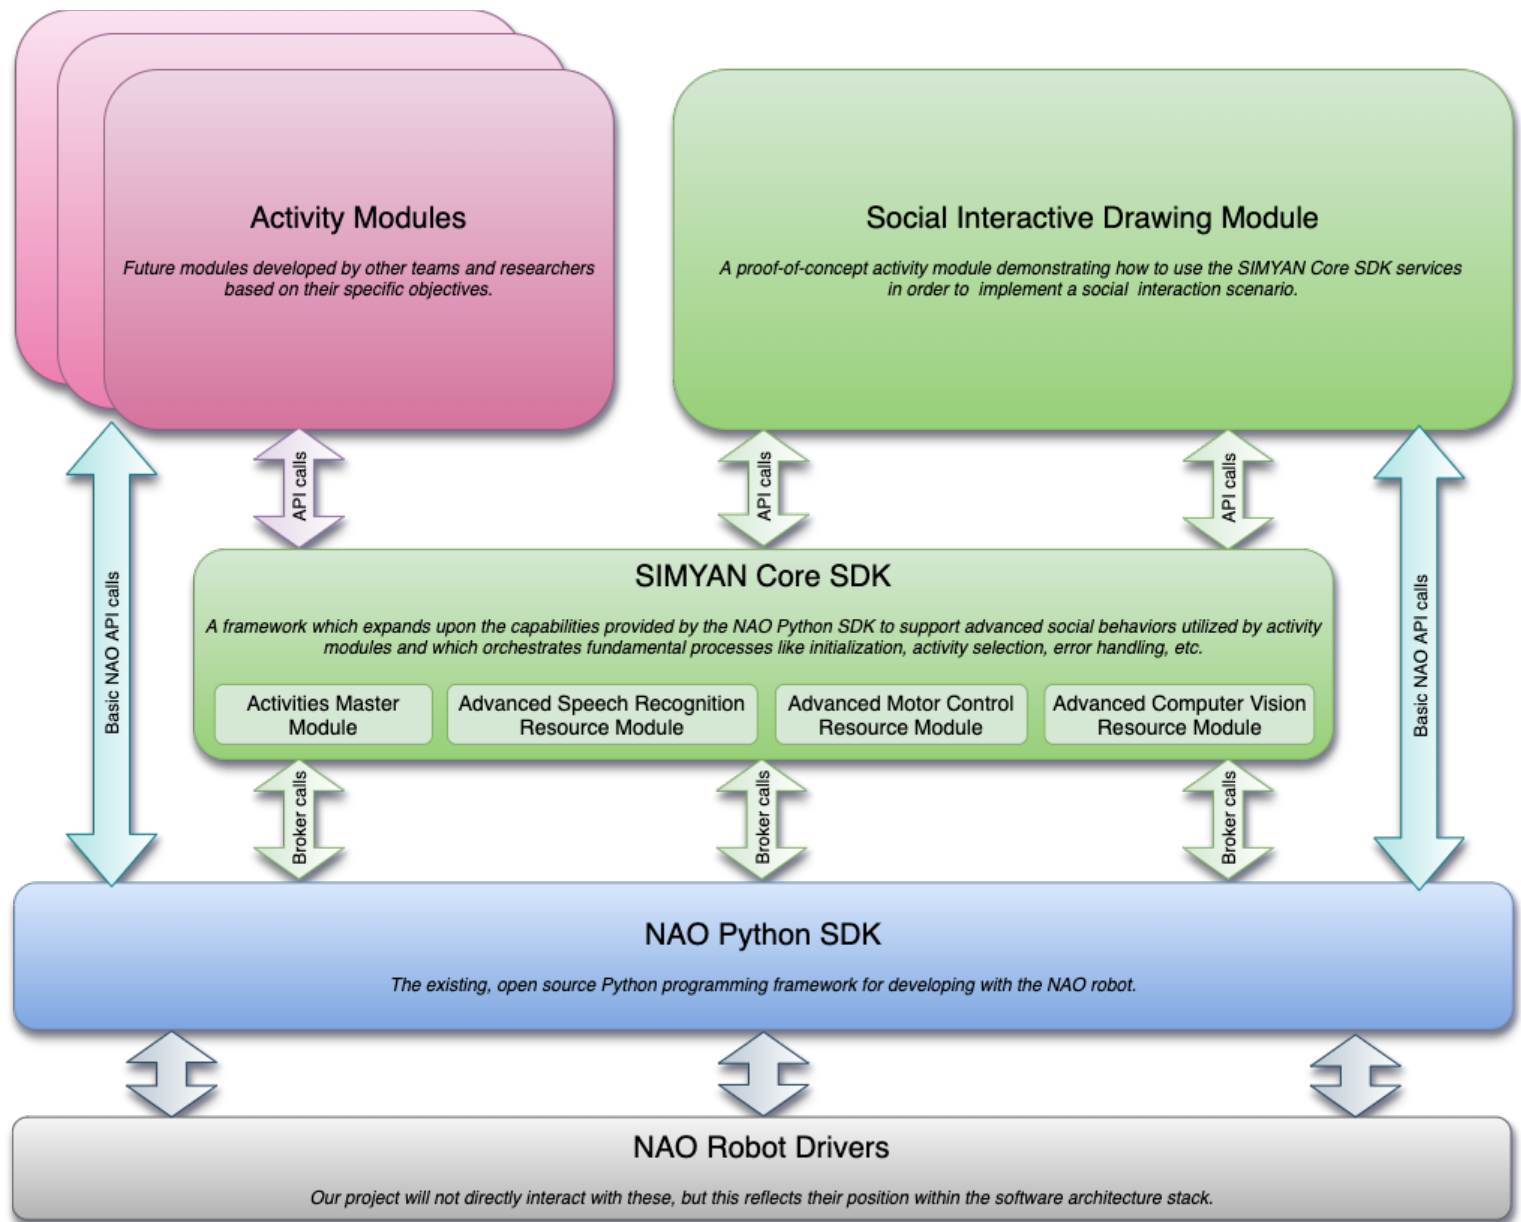 Activity Modules
Future modules developed by other teams and researchers
based on their specific objectives.
Social Interactive Drawing Module
A proof-of-concept activity module demonstrating how to use the SIMYAN Core SDK services
in order to implement a social interaction scenario.
API calls
API calls
API calls
Basic NAO API calls
Basic NAO API calls
SIMYAN Core SDK
A framework which expands upon the capabilities provided by the NAO Python SDK to support advanced social behaviors utilized by activity
modules and which orchestrates fundamental processes like initialization, activity selection, error handling, etc.
Activities Master
Module
Advanced Speech Recognition
Resource Module
Advanced Motor Control
Resource Module
Advanced Computer Vision
Resource Module
Broker calls
Broker calls
Broker calls
NAO Python SDK
The existing, open source Python programming framework for developing with the NAO robot.
NAO Robot Drivers
Our project will not directly interact with these, but this reflects their position within the software architecture stack.